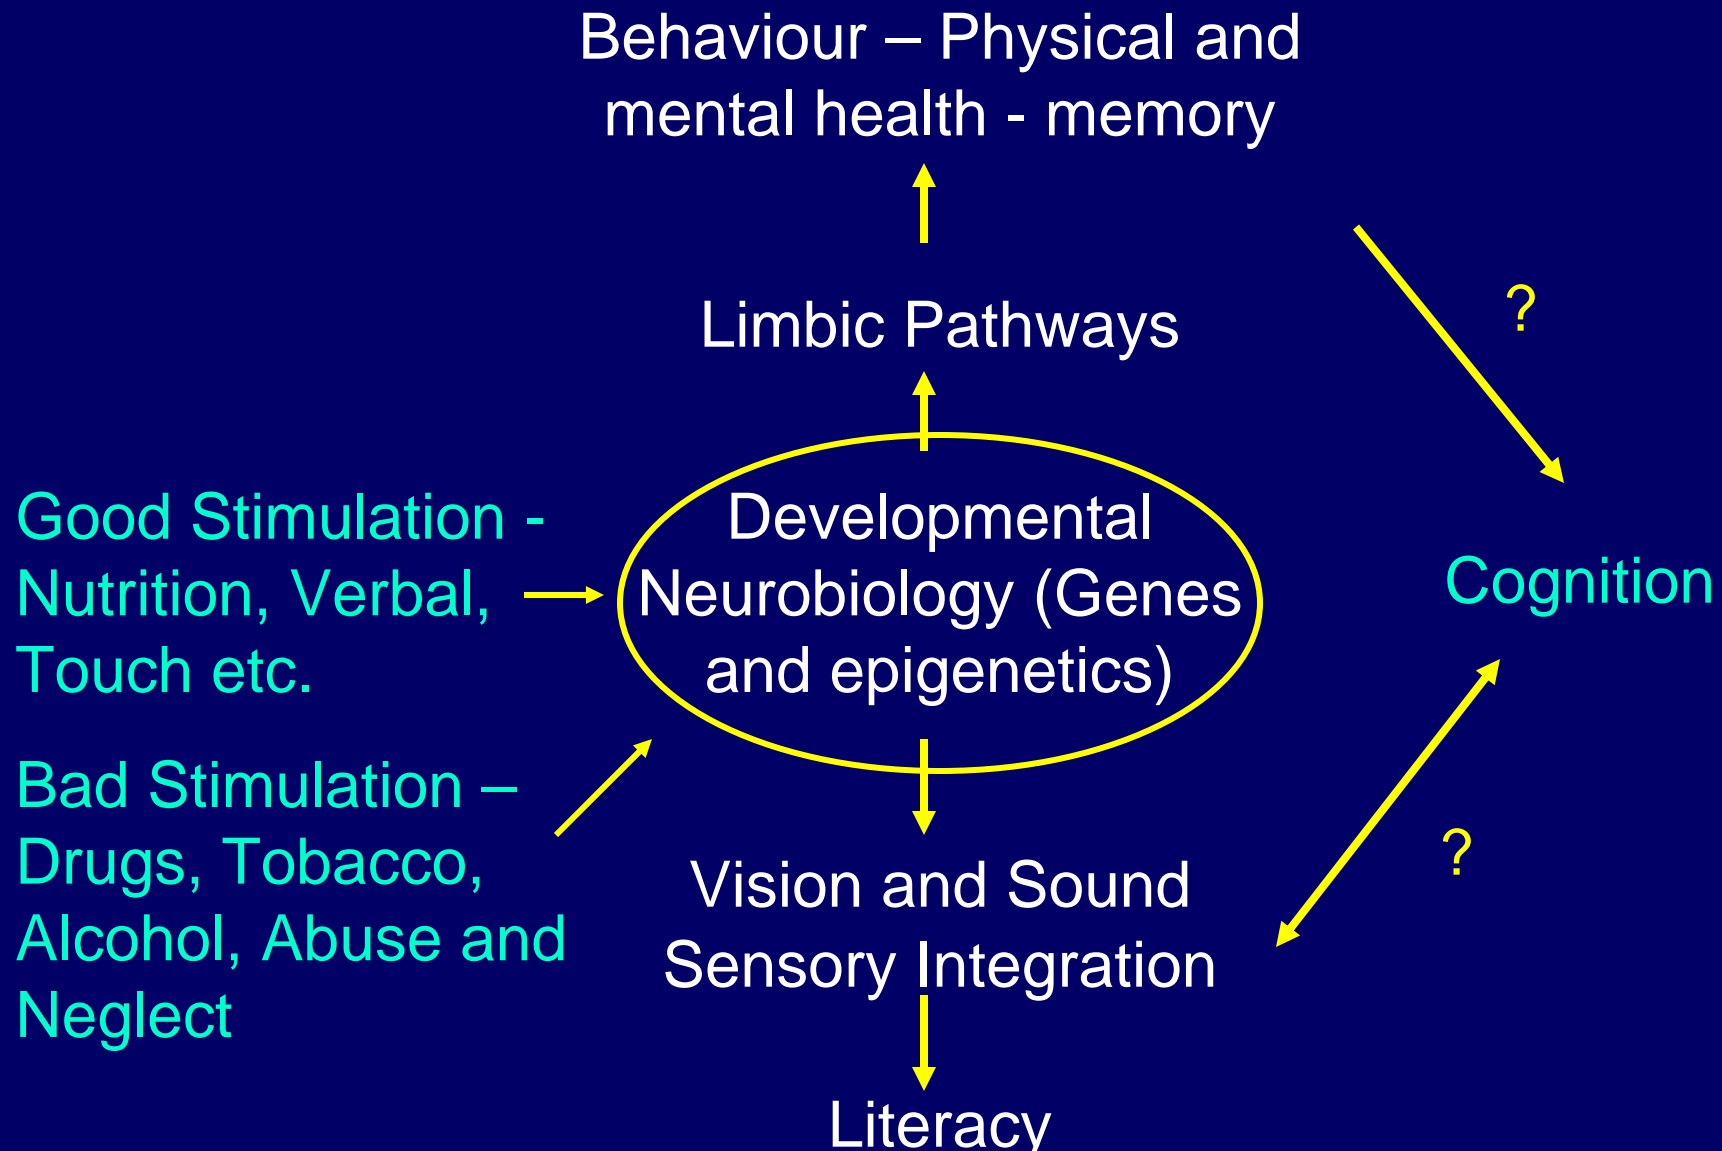 Behaviour – Physical and
mental health - memory
?
Limbic Pathways
Good Stimulation -
Nutrition, Verbal,
Touch etc.
Developmental
Neurobiology (Genes
and epigenetics)
Cognition
Bad Stimulation –
Drugs, Tobacco,
Alcohol, Abuse and
Neglect
?
Vision and Sound
Sensory Integration
Literacy